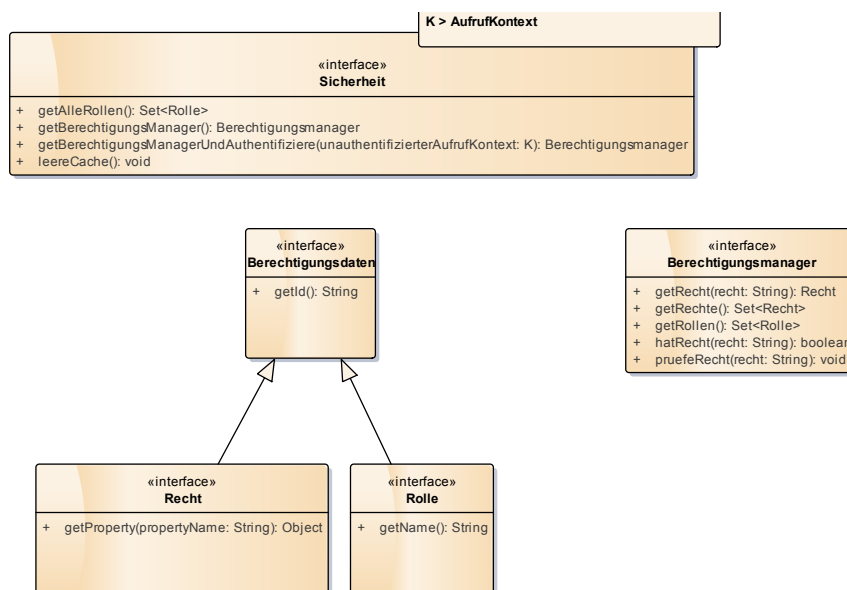 K > AufrufKontext
«interface»
Sicherheit
+ getAlleRollen(): Set<Rolle>
+ getBerechtigungsManager(): Berechtigungsmanager
+ getBerechtigungsManagerUndAuthentifiziere(unauthentifizierterAufrufKontext: K): Berechtigungsmanager
+ leereCache(): void
«interface»
Berechtigungsdaten
+ getId(): String
«interface»
Berechtigungsmanager
+ getRecht(recht: String): Recht
+ getRechte(): Set<Recht>
+ getRollen(): Set<Rolle>
+ hatRecht(recht: String): boolean
+ pruefeRecht(recht: String): void
«interface»
Recht
+ getProperty(propertyName: String): Object
«interface»
Rolle
+ getName(): String